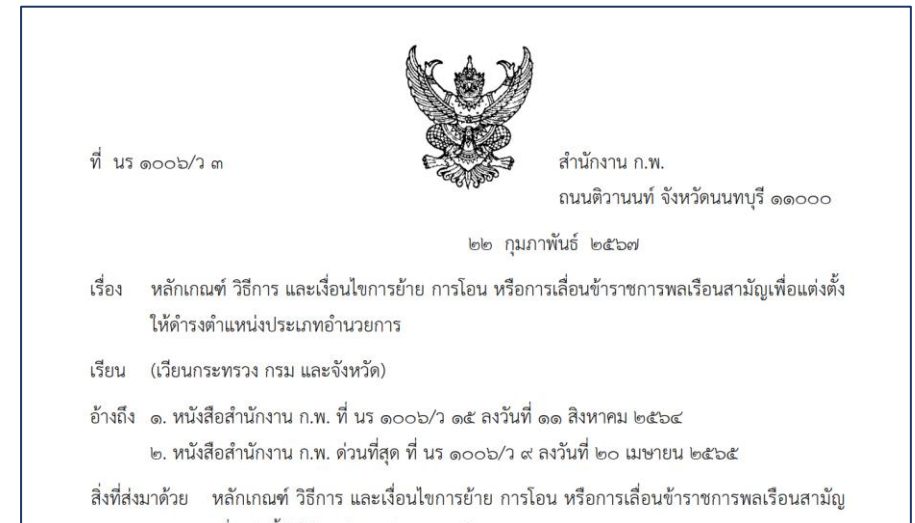 ที่ นร ๑๐๐๖/ว ๓
สำนักงาน ก.พ.
ถนนติวานนท์ จังหวัดนนทบุรี ๑๑๐๐๐
๒๒ กุมภาพันธ์ ๒๕๖๗
เรื่อง หลักเกณฑ์ วิธีการ และเงื่อนไขการย้าย การโอน หรือการเลื่อนข้าราชการพลเรือนสามัญเพื่อแต่งตั้ง
ให้ดำรงตำแหน่งประเภทอำนวยการ
เรียน (เวียนกระทรวง กรม และจังหวัด)
อ้างถึง ๑. หนังสือสำนักงาน ก.พ. ที่ นร ๑๐๐๖/ว ๑๕ ลงวันที่ ๑๑ สิงหาคม ๒๕๖๔
๒. หนังสือสำนักงาน ก.พ. ด่วนที่สุด ที่ นร ๑๐๐๖/ว ๙ ลงวันที่ ๒๐ เมษายน ๒๕๖๕
สิ่งที่ส่งมาด้วย หลักเกณฑ์ วิธีการ และเงื่อนไขการย้าย การโอน หรือการเลื่อนข้าราชการพลเรือนสามัญ